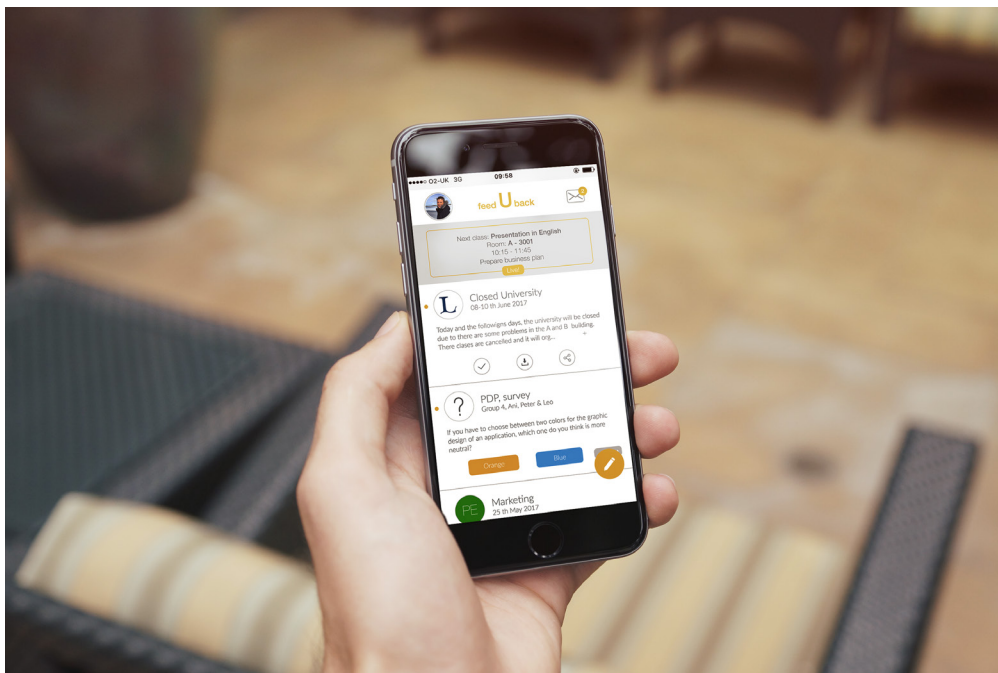 O2-UK 3G 09:58
feed U back
Next class: Presentation in English
Room: A - 3001
10:15 - 11:45
Prepare business plan
Live
L
Closed University
08-10 th June 2017
Today and the followigns days, the university will be closed
due to there are some problems in the A and B building.
There clases are cancelled and it will org...
?
PDP, survey
Group 4, Ani, Peter & Leo
If you have to choose between two colors for the graphic
design of an application, which one do you think is more
neutral?
Orange
Blue
PE
Marketing
25 th May 2017